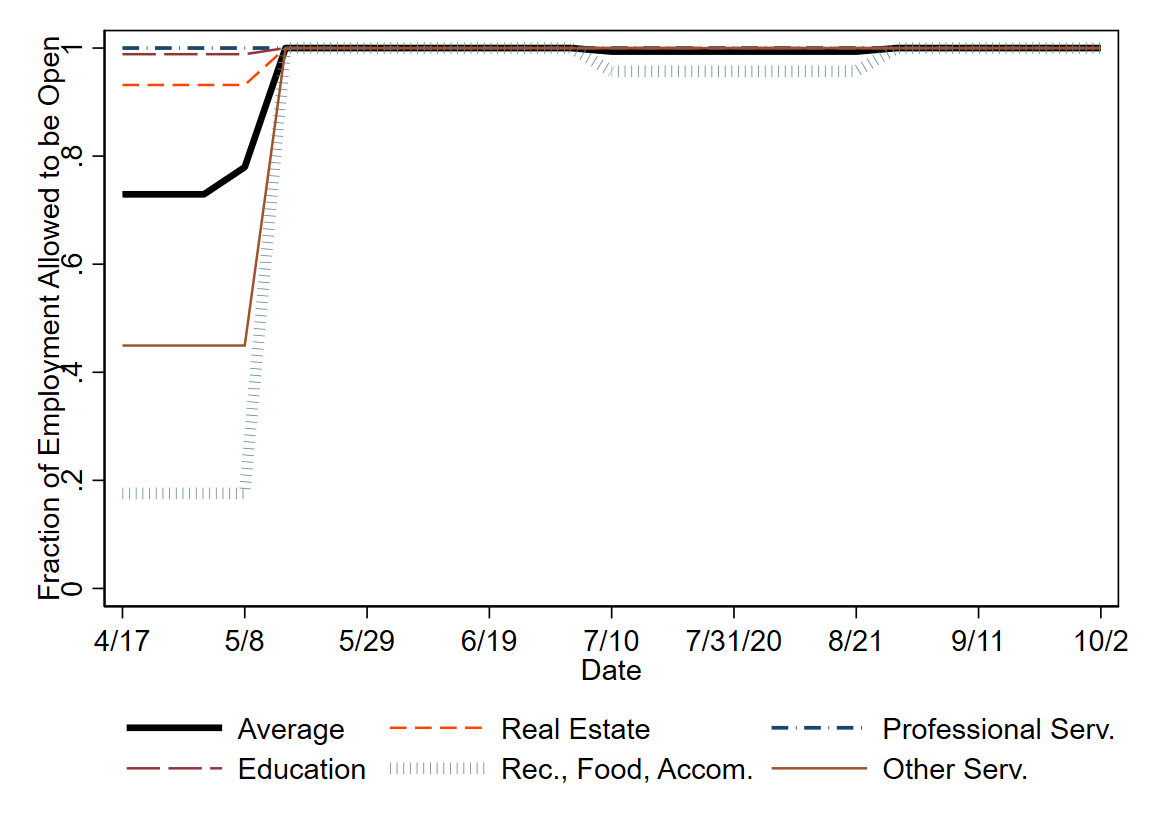 Fraction of Employment Allowed to be Open
1
.8
.6
.4
.2
0
4/17 5/8 5/29 6/19 7/10 7/31/20 8/21 9/11 10/2
Date
Average Real Estate Professional Serv.
Education Rec., Food, Accom. Other Serv.